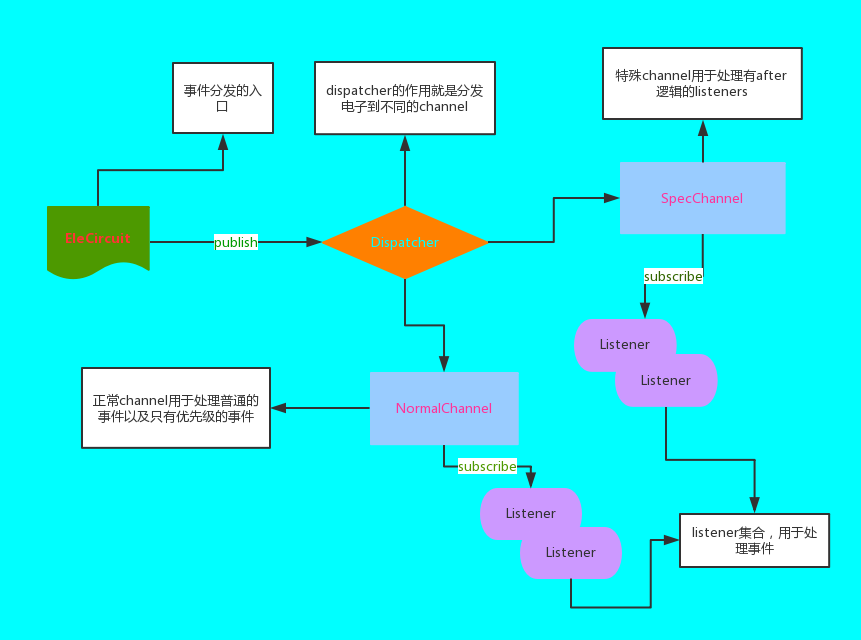 事件分发的入
口
dispatcher的作用就是分发
电子到不同的channel
特殊channel用于处理有after
逻辑的listeners
EleCircuit
publish
Dispatcher
SpecChannel
subscribe
Listener
Listener
正常channel用于处理普通的
事件以及只有优先级的事件
NormalChannel
subscribe
Listener
Listener
listener集合，用于处
理事件